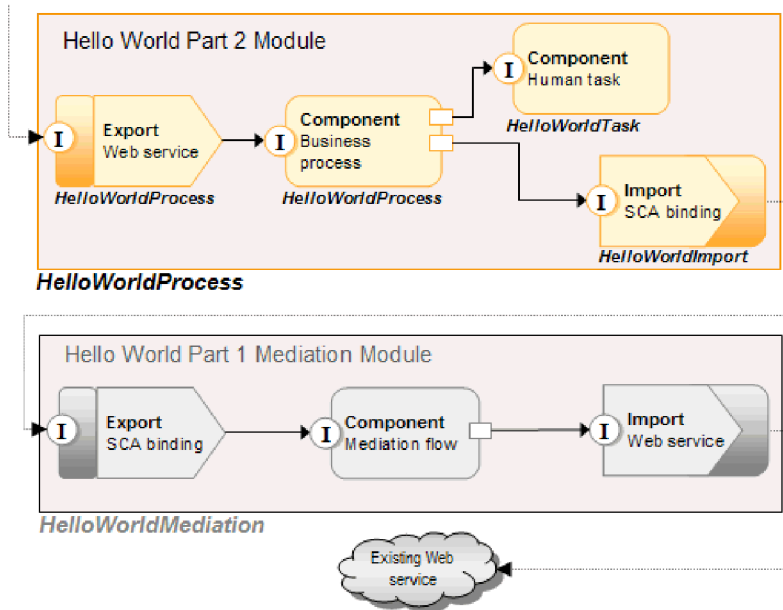 Hello World Part 2 Module
I
Export
Web service
HelloWorldProcess
I
Component
Business
process
HelloWorldProcess
I
Component
Human task
HelloWorldTask
I
Import
SCA binding
HelloWorldImport
HelloWorldProcess
Hello World Part 1 Mediation Module
I
Export
SCA binding
I
Component
Mediation flow
I
Import
Web service
HelloWorldMediation
Existing Web
service